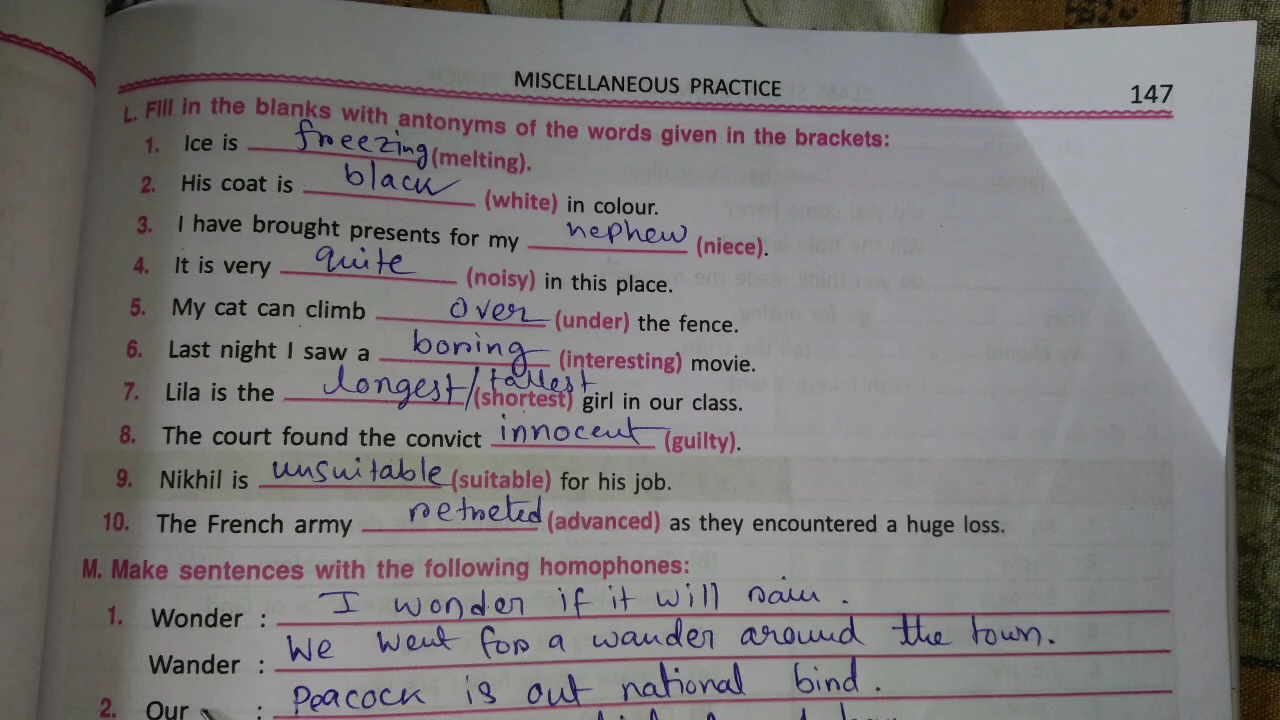 MISCELLANEOUS PRACTICE 147
L. Fill in the blanks with antonyms of the words given in the brackets:
1. Ice is freezing (melting).
2. His coat is black (white) in colour.
3. I have brought presents for my nephew (niece).
4. It is very quite (noisy) in this place.
5. My cat can climb over (under) the fence.
6. Last night I saw a boring (interesting) movie.
7. Lila is the longest/tallest (shortest) girl in our class.
8. The court found the convict innocent (guilty).
9. Nikhil is unsuitable (suitable) for his job.
10. The French army retreted (advanced) as they encountered a huge loss.
M. Make sentences with the following homophones:
1. Wonder : I wonder if it will rain.
Wander : We went for a wander around the town.
2. Our : Peacock is out national bird.